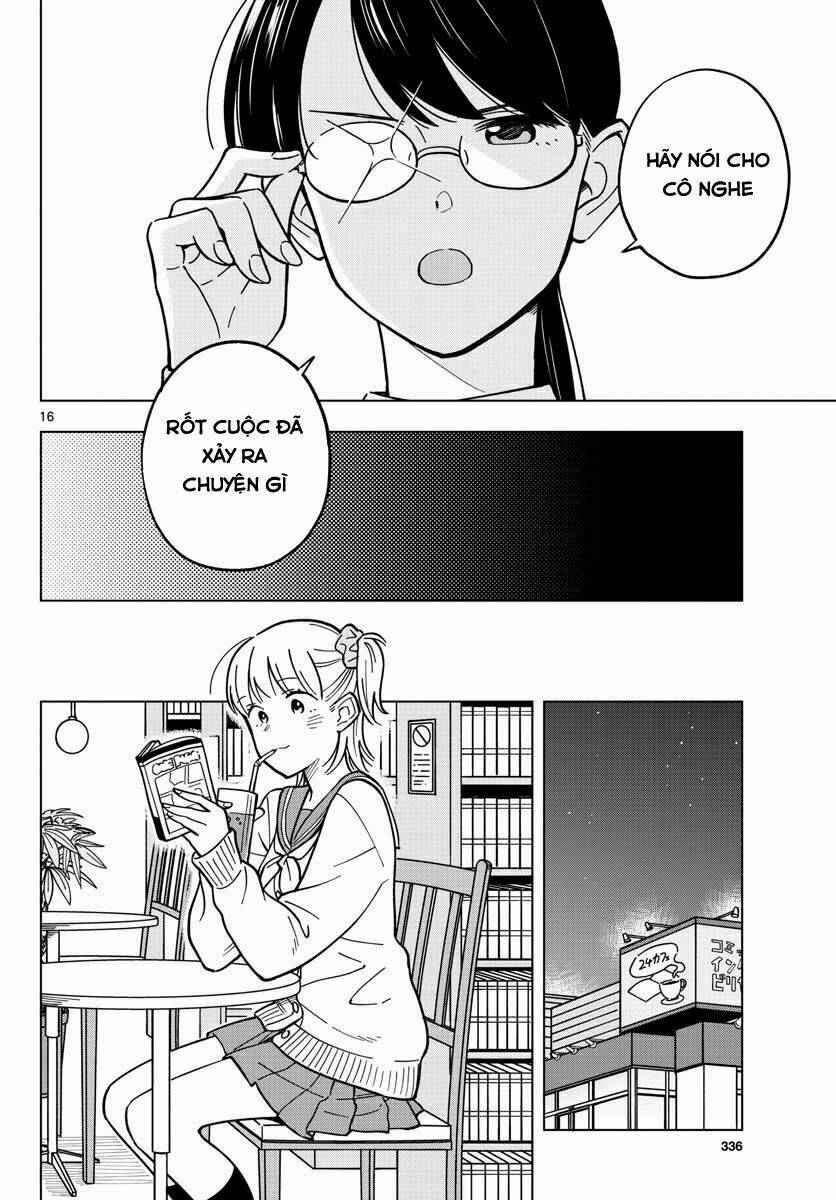 HÃY NÓI CHO
CÔ NGHE
16
RỐT CUỘC ĐÃ
XẢY RA
CHUYỆN GÌ
24カフェ
コミ
イン
ビリ
336